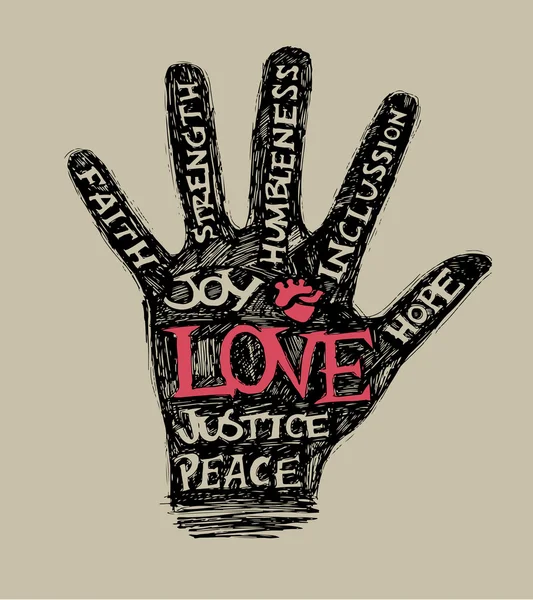 FAITH
STRENGTH
HUMBLENESS
INCLUSSION
HOPE
JOY
LOVE
JUSTICE
PEACE